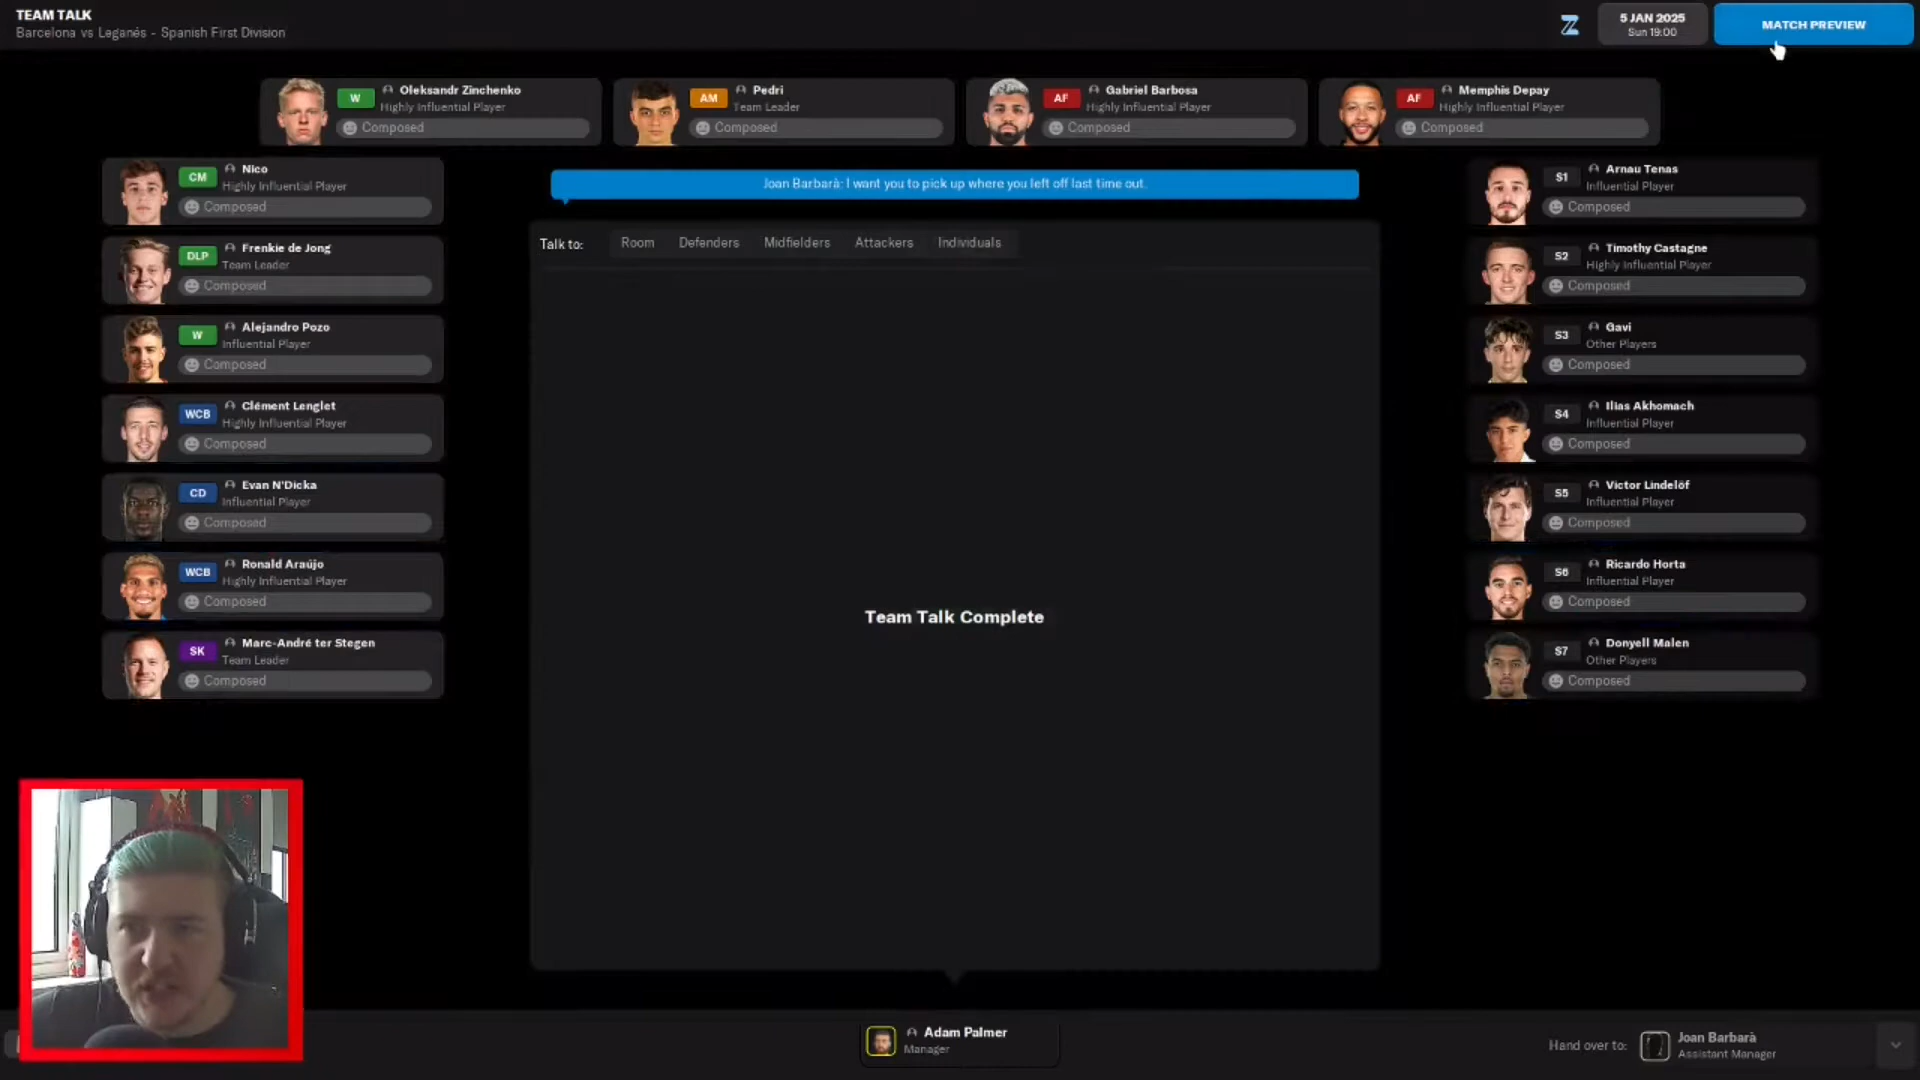 TEAM TALK
Barcelona vs Leganés - Spanish First Division
5 JAN 2025
Sun 19:00
MATCH PREVIEW
W Oleksandr Zinchenko
Highly Influential Player
Composed
AM Pedri
Team Leader
Composed
AF Gabriel Barbosa
Highly Influential Player
Composed
AF Memphis Depay
Highly Influential Player
Composed
CM Nico
Highly Influential Player
Composed
DLP Frenkie de Jong
Team Leader
Composed
W Alejandro Pozo
Influential Player
Composed
WCB Clément Lenglet
Highly Influential Player
Composed
CD Evan N'Dicka
Influential Player
Composed
WCB Ronald Araújo
Highly Influential Player
Composed
SK Marc-André ter Stegen
Team Leader
Composed
Joan Barbarà: I want you to pick up where you left off last time out.
Talk to: Room Defenders Midfielders Attackers Individuals
Team Talk Complete
S1 Arnau Tenas
Influential Player
Composed
S2 Timothy Castagne
Highly Influential Player
Composed
S3 Gavi
Other Players
Composed
S4 Ilias Akhomach
Influential Player
Composed
S5 Victor Lindelöf
Influential Player
Composed
S6 Ricardo Horta
Influential Player
Composed
S7 Donyell Malen
Other Players
Composed
Adam Palmer
Manager
Hand over to: Joan Barbarà
Assistant Manager